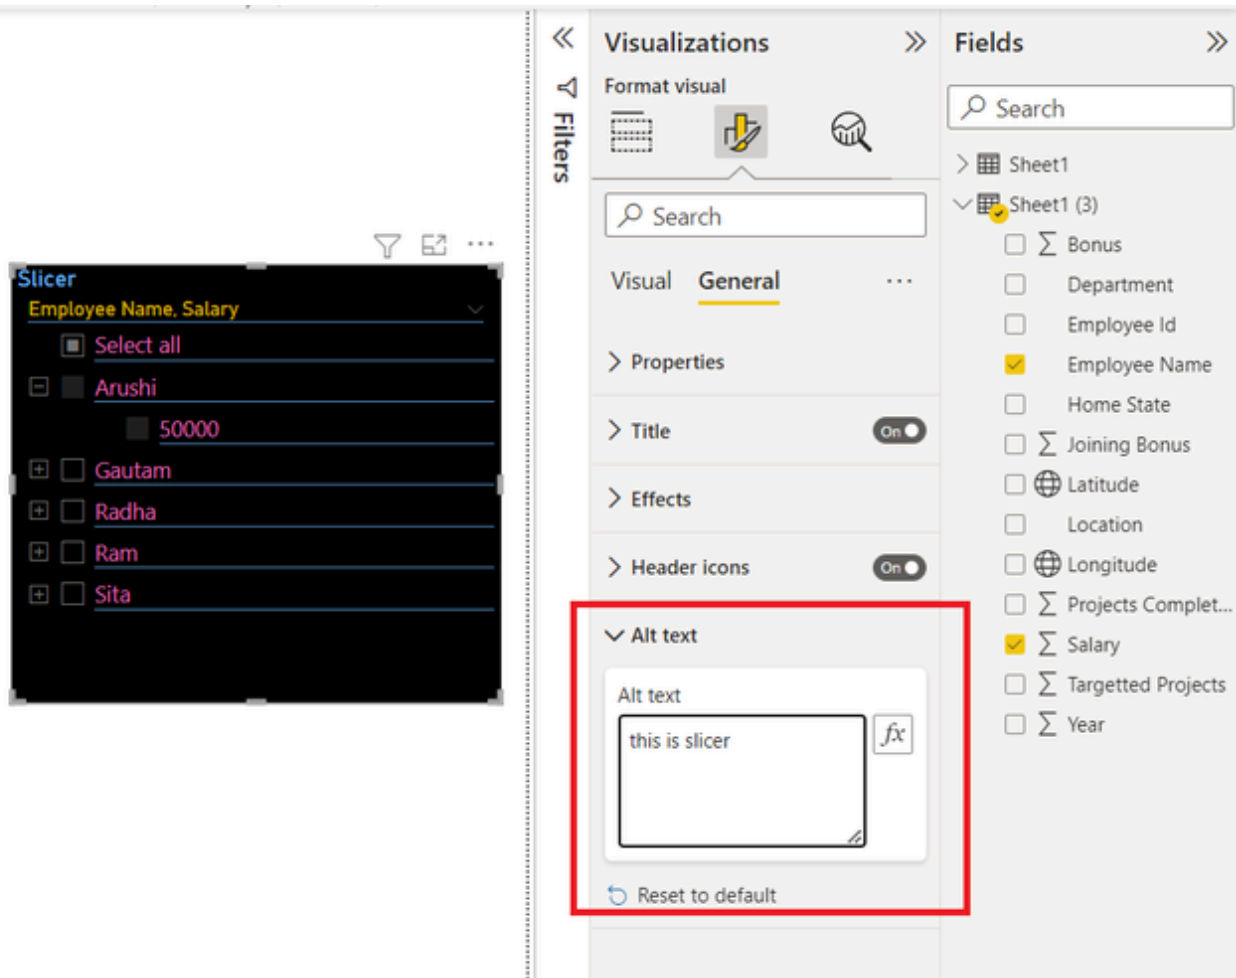 Slicer
Employee Name, Salary
Select all
Arushi
50000
Gautam
Radha
Ram
Sita
Filters
Visualizations
Format visual
Search
Visual General
Properties
Title On
Effects
Header icons On
Alt text
Alt text
this is slicer
fx
Reset to default
Fields
Search
Sheet1
Sheet1 (3)
Bonus
Department
Employee Id
Employee Name
Home State
Joining Bonus
Latitude
Location
Longitude
Projects Complet...
Salary
Targetted Projects
Year